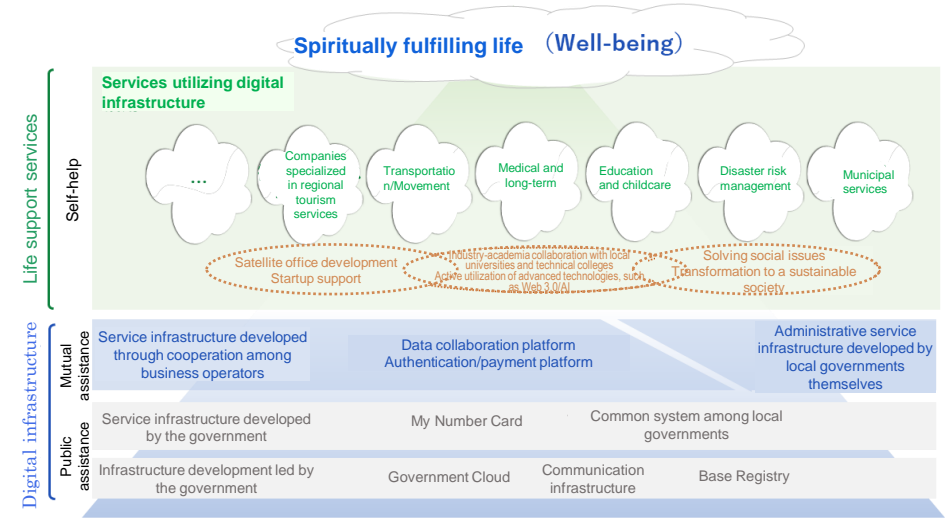 Spiritually fulfilling life （Well-being）
Services utilizing digital
infrastructure
Life support services
Self-help
...
Companies
specialized
in regional
tourism
services
Transportatio
n/Movement
Medical and
long-term
Education
and childcare
Disaster risk
management
Municipal
services
Satellite office development
Startup support
Industry-academia collaboration with local
universities and technical colleges
Active utilization of advanced technologies, such
as Web 3.0/AI
Solving social issues
Transformation to a sustainable
society
Digital infrastructure
Mutual
assistance
Service infrastructure developed
through cooperation among
business operators
Data collaboration platform
Authentication/payment platform
Administrative service
infrastructure developed by
local governments
themselves
Public
assistance
Service infrastructure developed
by the government
My Number Card
Common system among local
governments
Infrastructure development led by
the government
Government Cloud
Communication
infrastructure
Base Registry